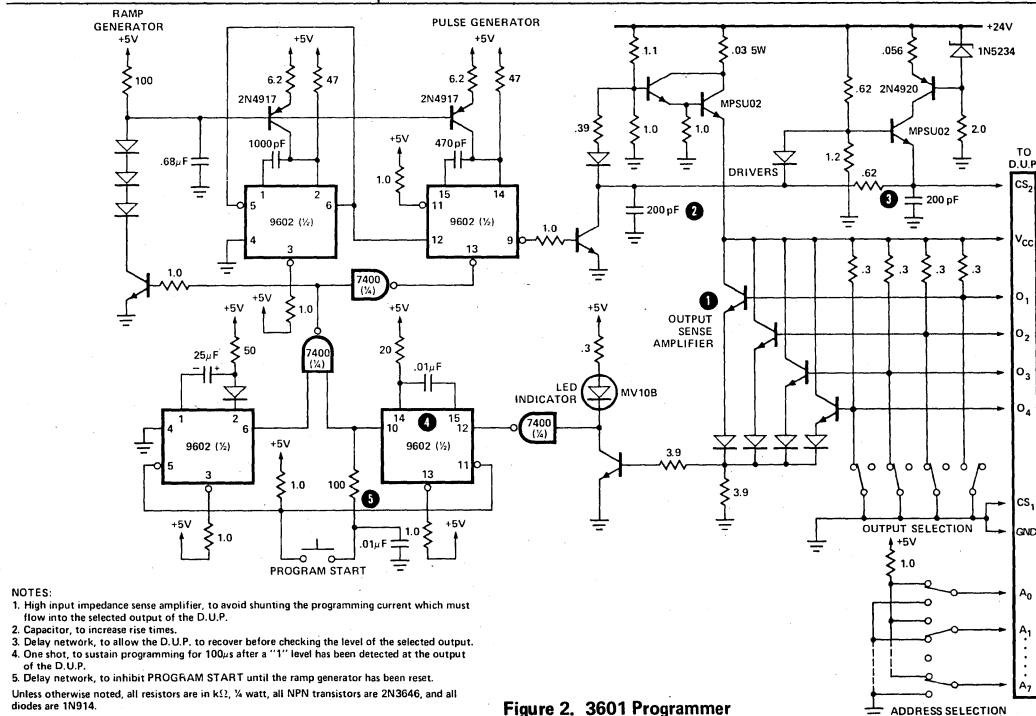 RAMP
GENERATOR
+5V
100
.68µF
+5V
6.2
47
2N4917
1000 pF
1
2
5
6
9602 (½)
4
3
1.0
+5V
1.0
PULSE GENERATOR
+5V
6.2
47
2N4917
+5V
1.0
470 pF
15
14
11
9602 (½)
12
13
9
1.0
7400
(¼)
7400
(¼)
1.1
.03 5W
.39
1.0
1.0
MPSU02
200 pF
2
DRIVERS
+24V
.056
1N5234
.62
2N4920
MPSU02
2.0
1.2
.62
3
200 pF
TO
D.U.P.
CS2
VCC
.3
.3
.3
.3
1
OUTPUT
SENSE
AMPLIFIER
O1
O2
O3
O4
+5V
50
25µF
- +
1
2
4
6
9602 (½)
5
3
+5V
1.0
+5V
1.0
+5V
20
.01µF
14
4
15
10
12
9602 (½)
11
13
100
5
.01µF
1.0
+5V
PROGRAM START
+5V
.3
LED
INDICATOR
MV10B
7400
(¼)
3.9
3.9
OUTPUT SELECTION
CS1
GND
+5V
1.0
A0
A1
A7
ADDRESS SELECTION
NOTES:
1. High input impedance sense amplifier, to avoid shunting the programming current which must
flow into the selected output of the D.U.P.
2. Capacitor, to increase rise times.
3. Delay network, to allow the D.U.P. to recover before checking the level of the selected output.
4. One shot, to sustain programming for 100µs after a "1" level has been detected at the output
of the D.U.P.
5. Delay network, to inhibit PROGRAM START until the ramp generator has been reset.
Unless otherwise noted, all resistors are in kΩ, ¼ watt, all NPN transistors are 2N3646, and all
diodes are 1N914.
Figure 2. 3601 Programmer